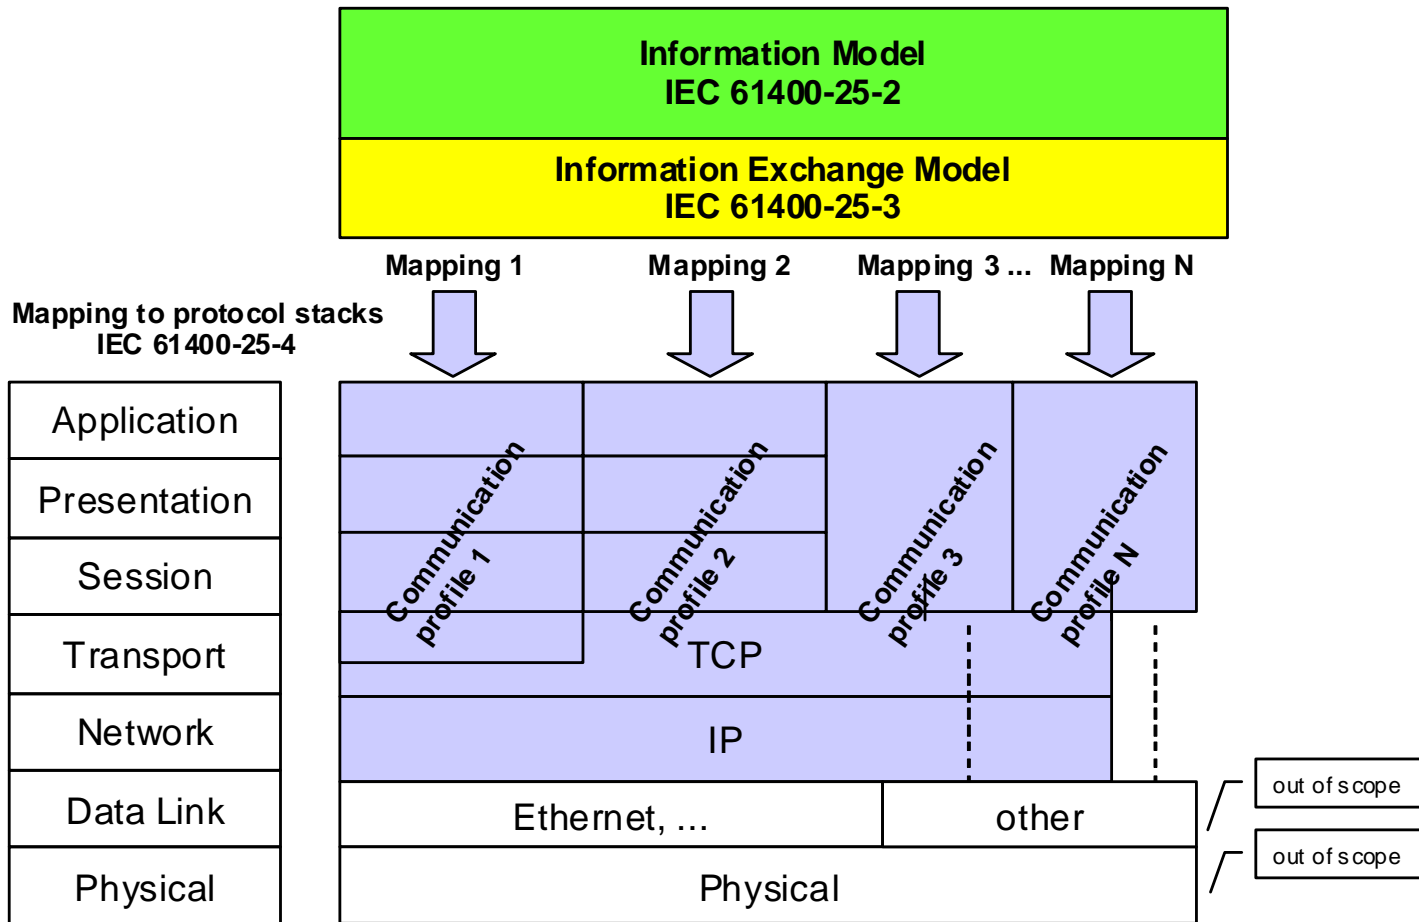 Information Model
IEC 61400-25-2
Information Exchange Model
IEC 61400-25-3
Mapping 1
Mapping 2
Mapping 3 ...
Mapping N
Mapping to protocol stacks
IEC 61400-25-4
Application
Presentation
Session
Transport
Network
Data Link
Physical
Communication
profile 1
Communication
profile 2
Communication
profile 3
Communication
profile N
TCP
IP
Ethernet, ...
other
Physical
out of scope
out of scope